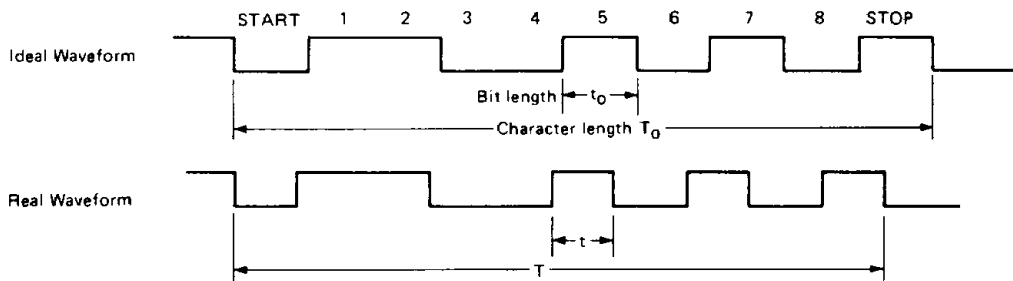 START 1 2 3 4 5 6 7 8 STOP
Ideal Waveform
Bit length t₀
Character length T₀
Real Waveform
t
T